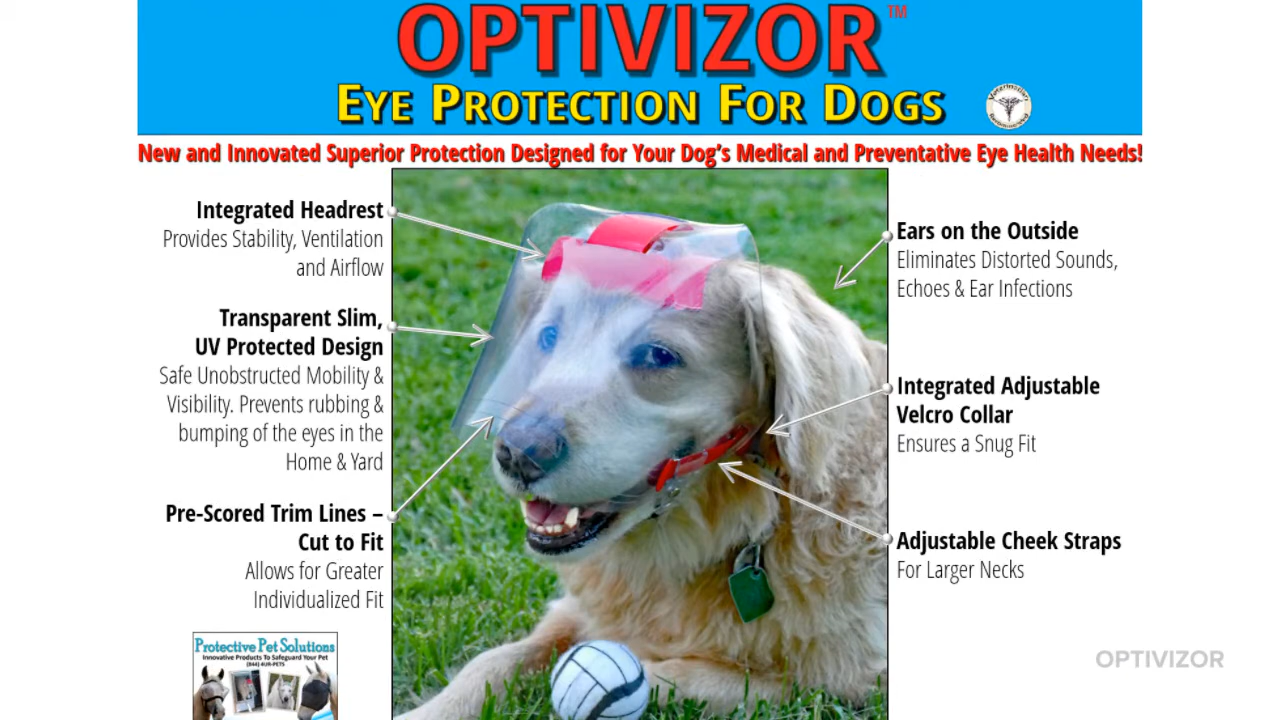 OPTIVIZOR™
EYE PROTECTION FOR DOGS
New and Innovated Superior Protection Designed for Your Dog's Medical and Preventative Eye Health Needs!
Integrated Headrest
Provides Stability, Ventilation
and Airflow
Transparent Slim,
UV Protected Design
Safe Unobstructed Mobility &
Visibility. Prevents rubbing &
bumping of the eyes in the
Home & Yard
Pre-Scored Trim Lines –
Cut to Fit
Allows for Greater
Individualized Fit
Ears on the Outside
Eliminates Distorted Sounds,
Echoes & Ear Infections
Integrated Adjustable
Velcro Collar
Ensures a Snug Fit
Adjustable Cheek Straps
For Larger Necks
Protective Pet Solutions
Innovative Products To Safeguard Your Pet
(844) 4UR-PETS
OPTIVIZOR